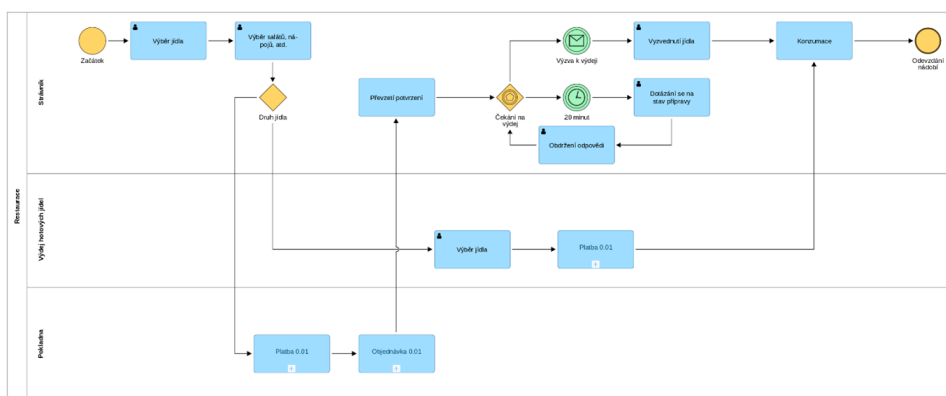 Restaurace
Strávník
Začátek
Výběr jídla
Výběr salátů, ná-
pojů, atd.
Druh jídla
Převzetí potvrzení
Čekání na
výdej
Výzva k výdeji
20 minut
Vyzvednutí jídla
Dotázání se na
stav přípravy
Obdržení odpovědi
Konzumace
Odevzdání
nádobí
Výdej hotových jídel
Výběr jídla
Platba 0.01
Pokladna
Platba 0.01
Objednávka 0.01